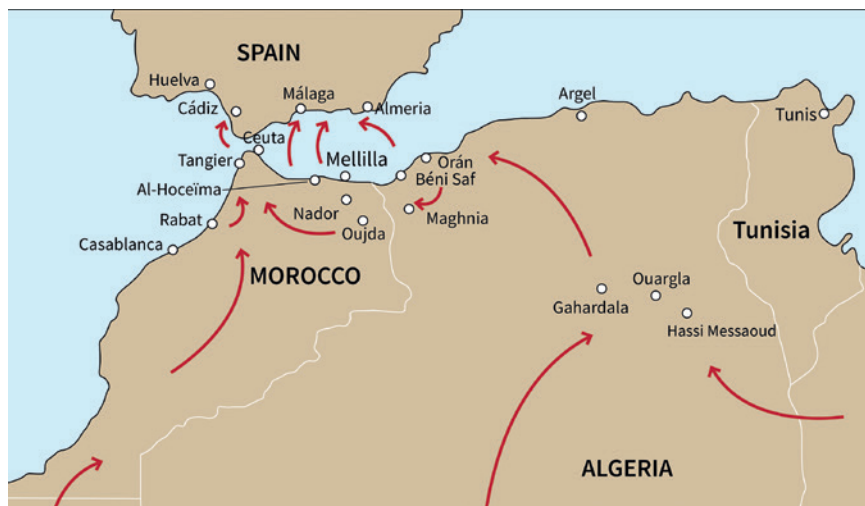 SPAIN
Huelva
Málaga
Cádiz
Almeria
Argel
Tunis
Ceuta
Tangier
Mellilla
Orán
Béni Saf
Al-Hoceïma
Nador
Maghnia
Rabat
Oujda
Tunisia
Casablanca
MOROCCO
Ouargla
Gahardala
Hassi Messaoud
ALGERIA